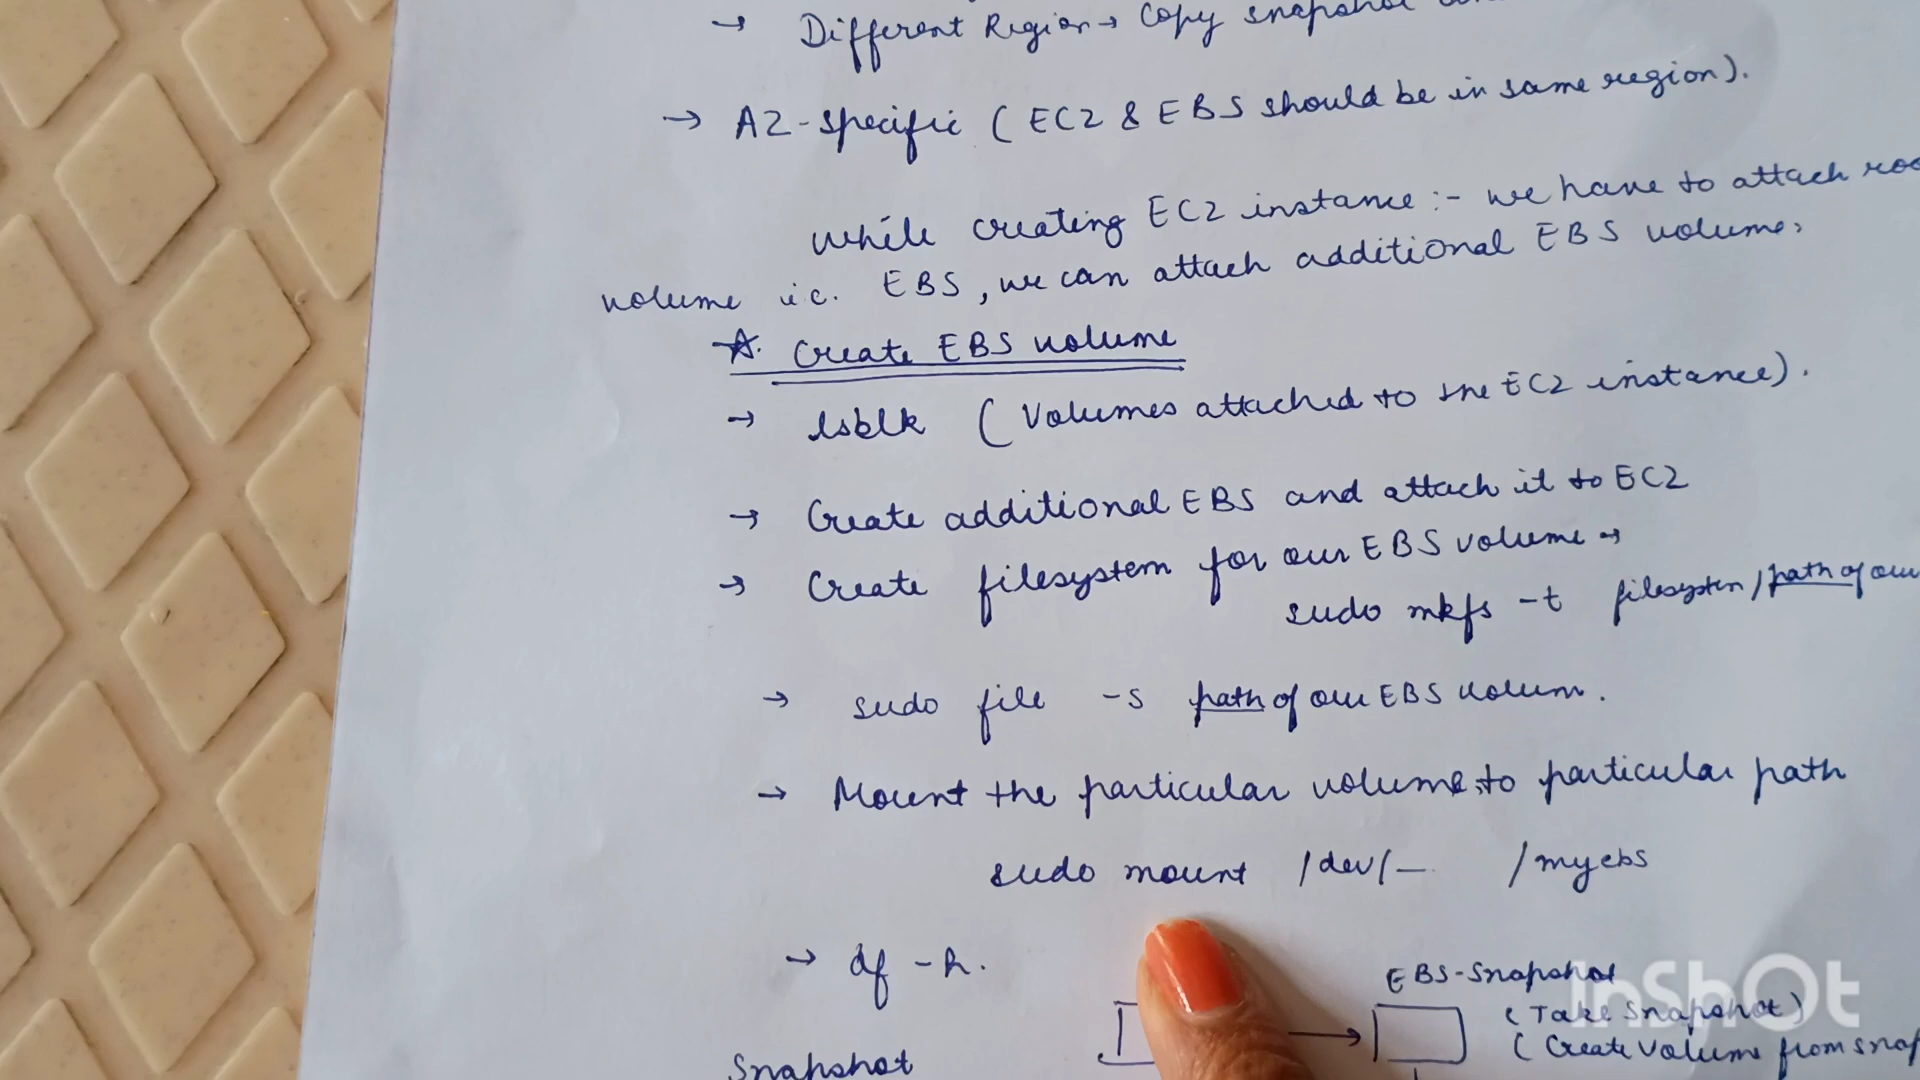 → Different Region → Copy snapshot
→ AZ-specific ( EC2 & EBS should be in same region).
while creating EC2 instance :- we have to attach
volume i.e. EBS, we can attach additional EBS volume.
Create EBS volume
→ lsblk ( Volumes attached to the EC2 instance).
→ Create additional EBS and attach it to EC2
→ Create filesystem for our EBS volume →
sudo mkfs -t filesystem /path of our
→ sudo file -s path of our EBS volum.
→ Mount the particular volume to particular path
sudo mount /dev/— /myebs
→ df -h.
EBS-Snapshot
( Take Snapshot)
( Create volume from snap
Snapshot
InShOt